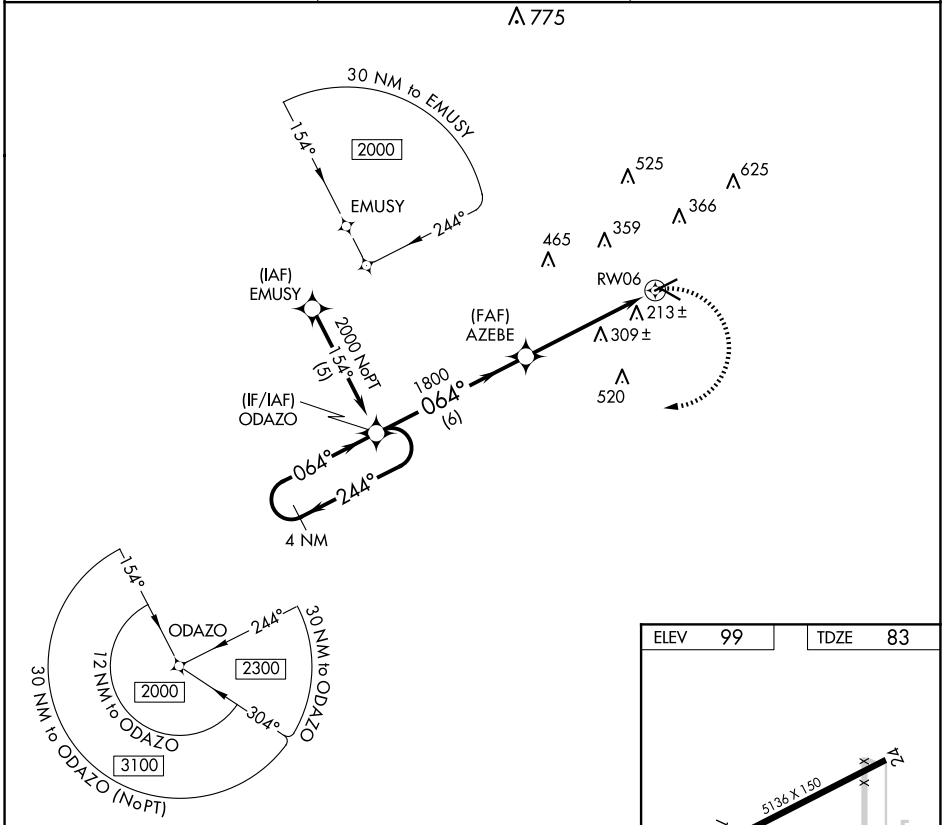 775
30 NM to EMUSY
154°
2000
EMUSY
244°
525
625
366
359
465
RW06
(IAF)
EMUSY
213±
(FAF)
AZEBE
309±
2000 NoPT
154°
(5)
520
1800
064°
(6)
(IF/IAF)
ODAZO
064°
244°
4 NM
154°
ODAZO
244°
30 NM to ODAZO
2300
12 NM to ODAZO
2000
304°
30 NM to ODAZO (NoPT)
3100
ELEV 99
TDZE 83
24
X
X
5136 X 150